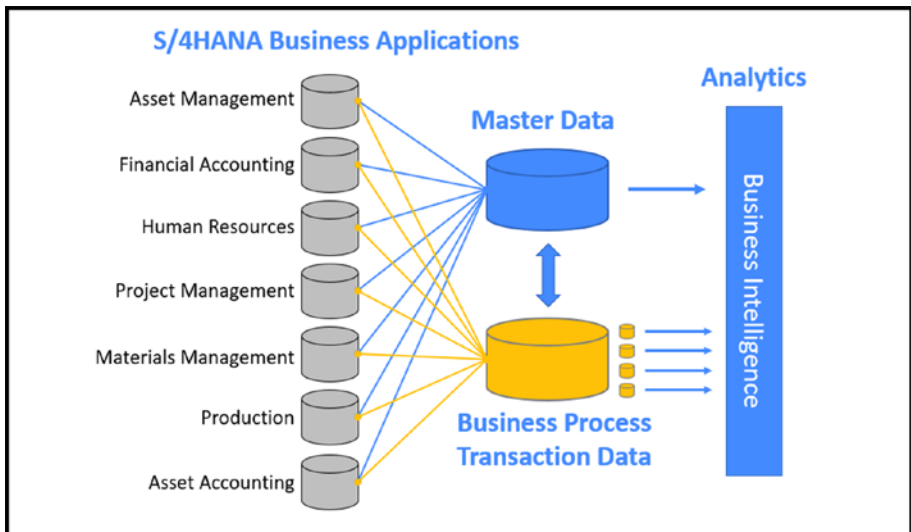 S/4HANA Business Applications
Analytics
Asset Management
Master Data
Financial Accounting
Human Resources
Business Intelligence
Project Management
Materials Management
Production
Business Process
Transaction Data
Asset Accounting